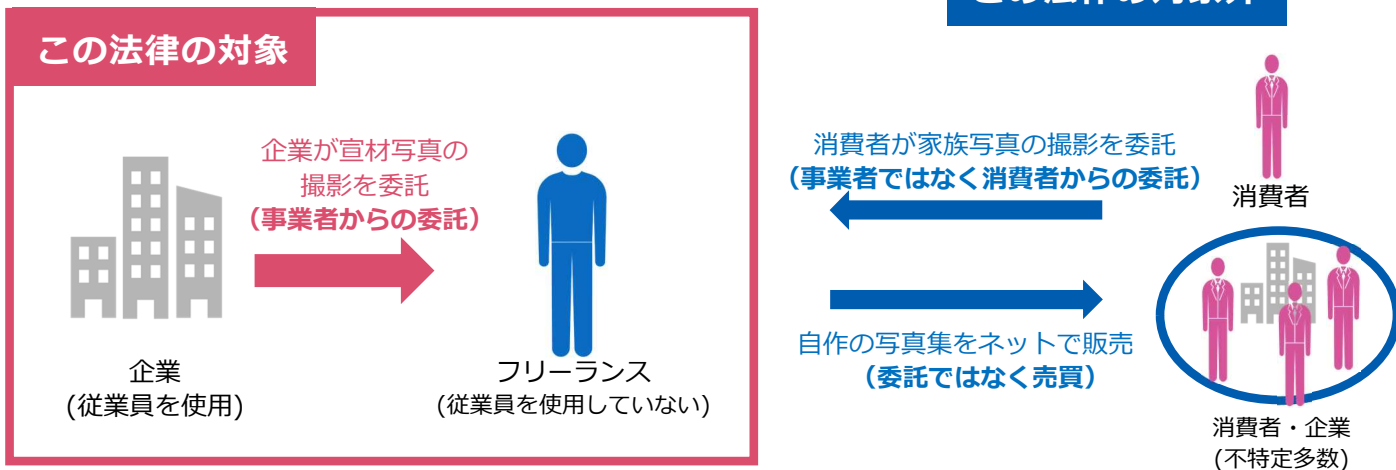 この法律の対象
企業が宣材写真の
撮影を委託
（事業者からの委託）
企業
(従業員を使用)
フリーランス
(従業員を使用していない)
消費者が家族写真の撮影を委託
（事業者ではなく消費者からの委託）
消費者
自作の写真集をネットで販売
（委託ではなく売買）
消費者・企業
(不特定多数)